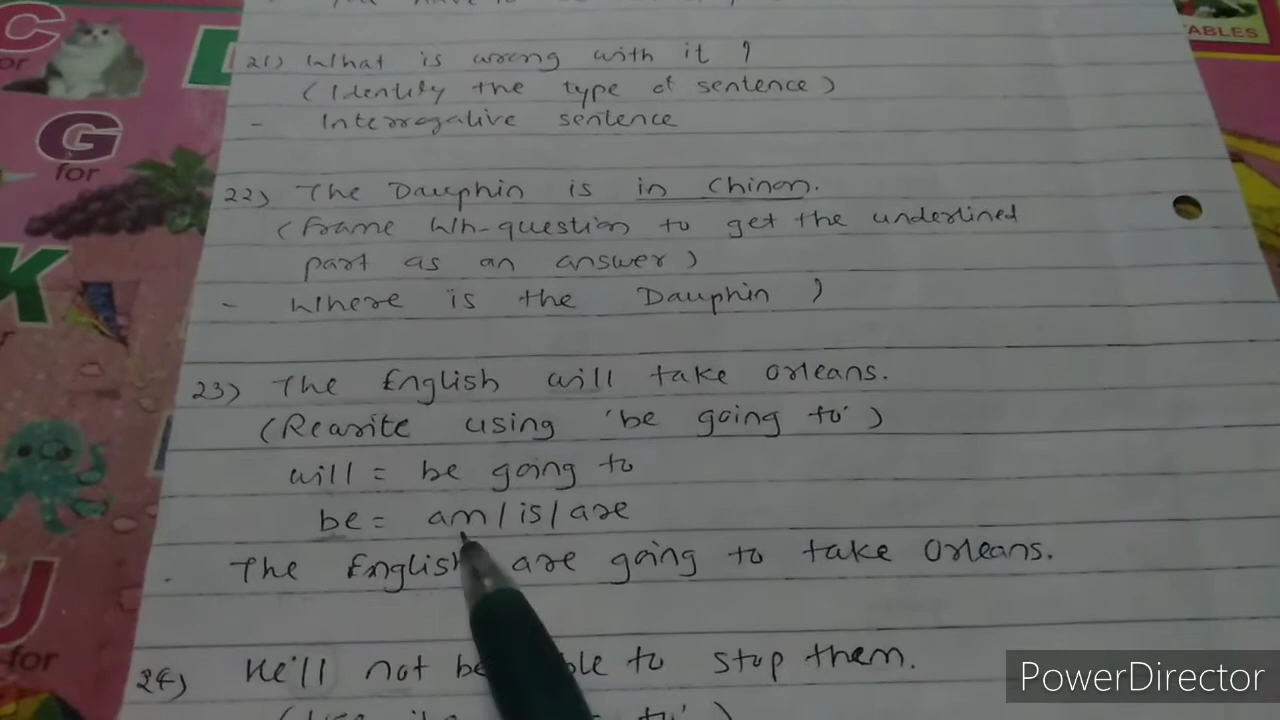 21) What is wrong with it ?
(Identify the type of sentence)
- Interrogative sentence
22) The Dauphin is in Chinon.
(Frame Wh-question to get the underlined
part as an answer)
- Where is the Dauphin ?
23) The English will take Orleans.
(Rewrite using 'be going to')
will = be going to
be = am/is/are
. The English are going to take Orleans.
24) He'll not be to stop them.
C
for
G
for
K
U
for
ABLES
PowerDirector